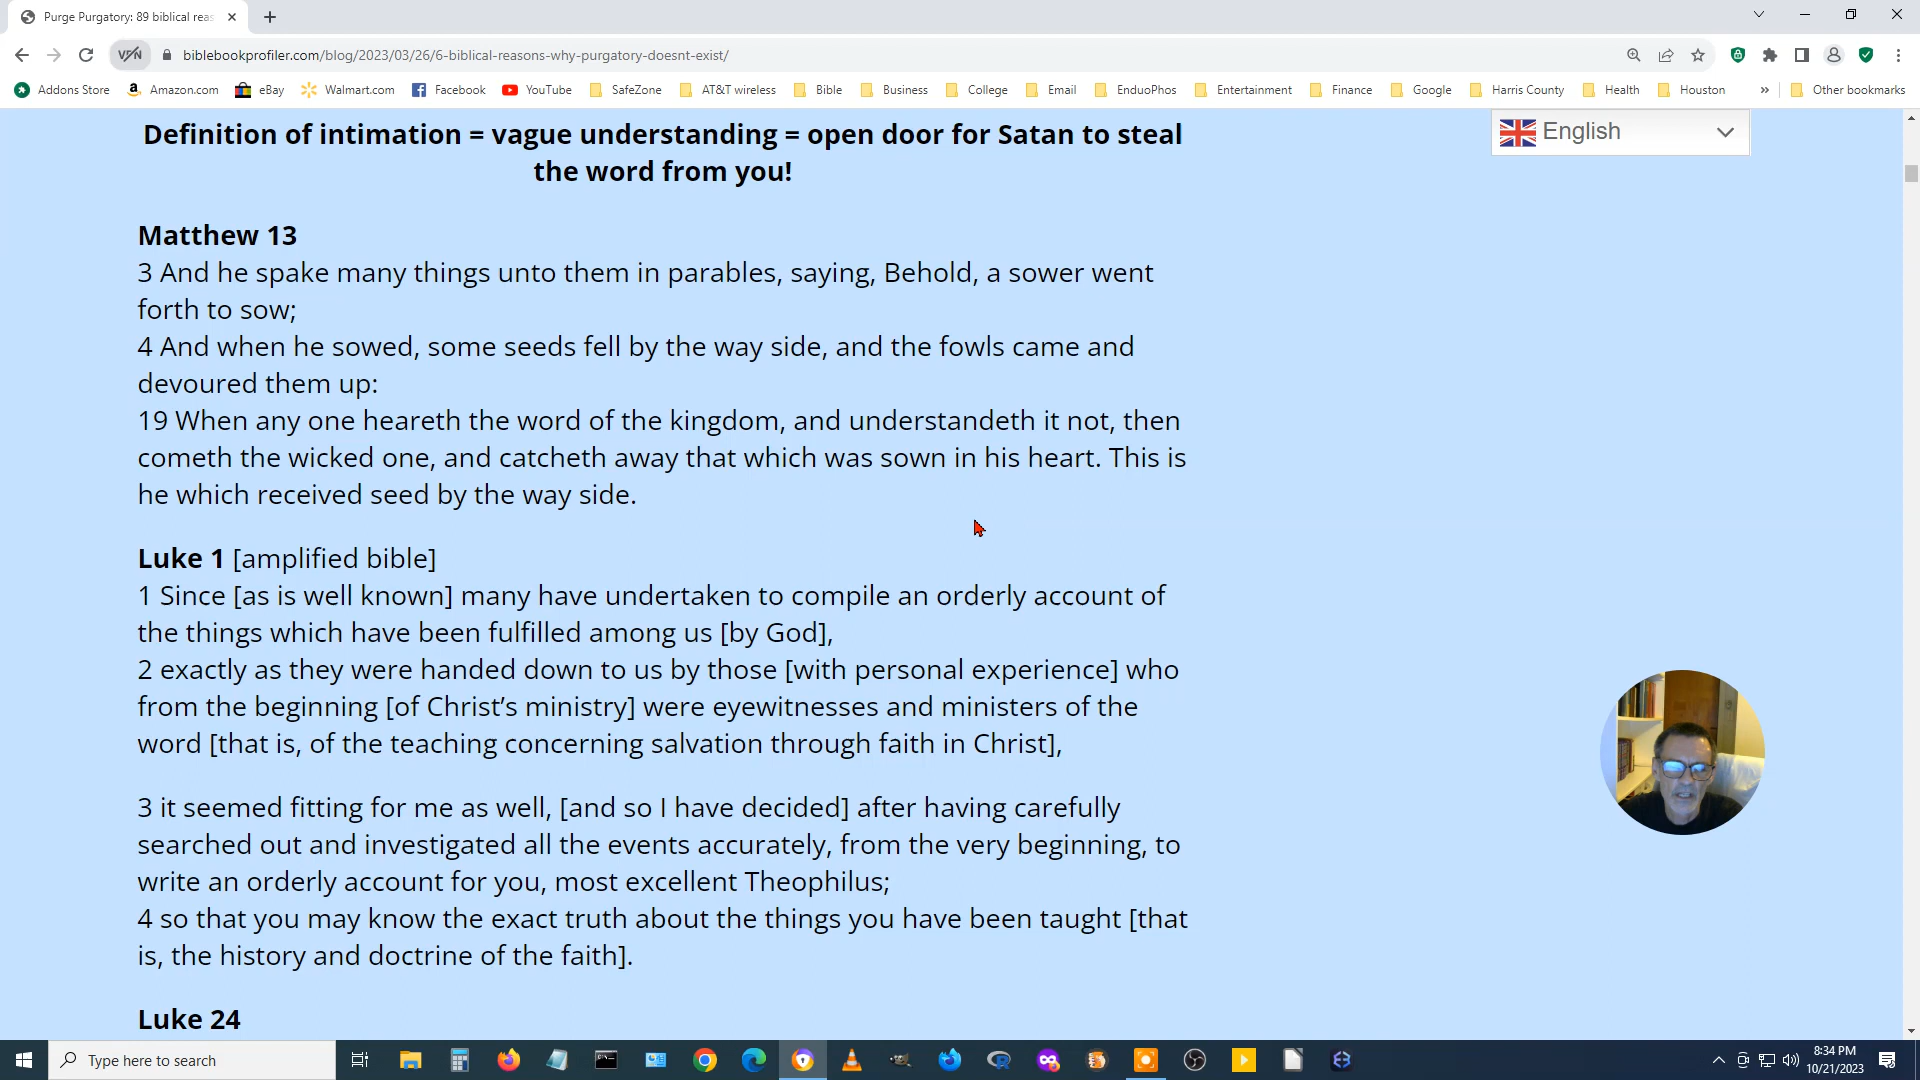 Purge Purgatory: 89 biblical reas
biblebookprofiler.com/blog/2023/03/26/6-biblical-reasons-why-purgatory-doesnt-exist/
Addons Store Amazon.com eBay Walmart.com Facebook YouTube SafeZone AT&T wireless Bible Business College Email EnduoPhos Entertainment Finance Google Harris County Health Houston » Other bookmarks
English
Definition of intimation = vague understanding = open door for Satan to steal
the word from you!
Matthew 13
3 And he spake many things unto them in parables, saying, Behold, a sower went
forth to sow;
4 And when he sowed, some seeds fell by the way side, and the fowls came and
devoured them up:
19 When any one heareth the word of the kingdom, and understandeth it not, then
cometh the wicked one, and catcheth away that which was sown in his heart. This is
he which received seed by the way side.
Luke 1 [amplified bible]
1 Since [as is well known] many have undertaken to compile an orderly account of
the things which have been fulfilled among us [by God],
2 exactly as they were handed down to us by those [with personal experience] who
from the beginning [of Christ’s ministry] were eyewitnesses and ministers of the
word [that is, of the teaching concerning salvation through faith in Christ],
3 it seemed fitting for me as well, [and so I have decided] after having carefully
searched out and investigated all the events accurately, from the very beginning, to
write an orderly account for you, most excellent Theophilus;
4 so that you may know the exact truth about the things you have been taught [that
is, the history and doctrine of the faith].
Luke 24
Type here to search
8:34 PM
10/21/2023